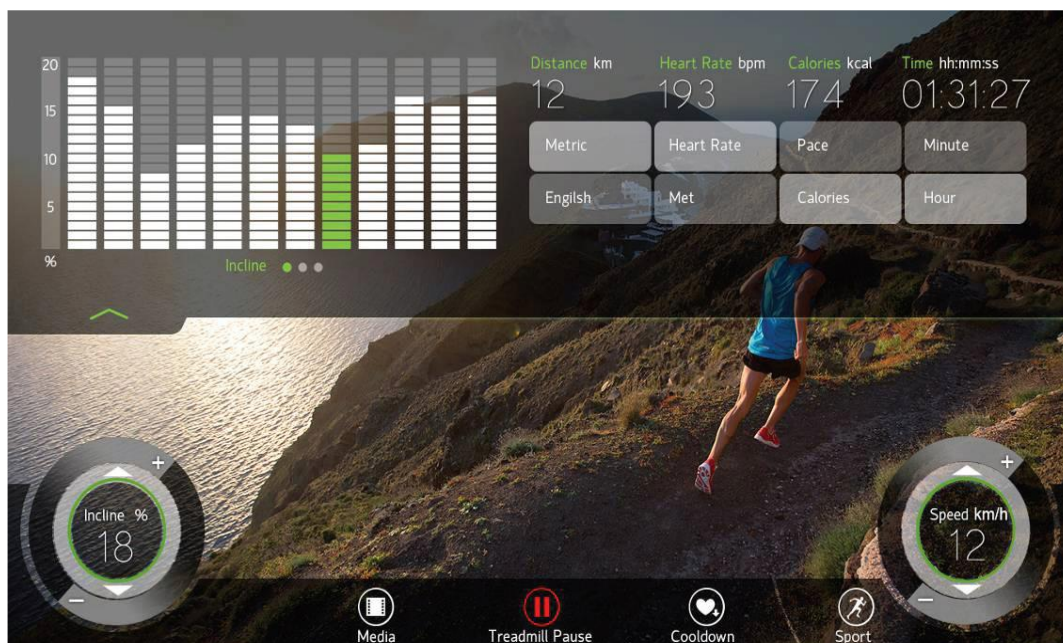 20
15
10
5
%
Incline
Distance km
Heart Rate bpm
Calories kcal
Time hh:mm:ss
12
193
174
01:31:27
Metric
Heart Rate
Pace
Minute
Engilsh
Met
Calories
Hour
Incline %
18
Speed km/h
12
Media
Treadmill Pause
Cooldown
Sport